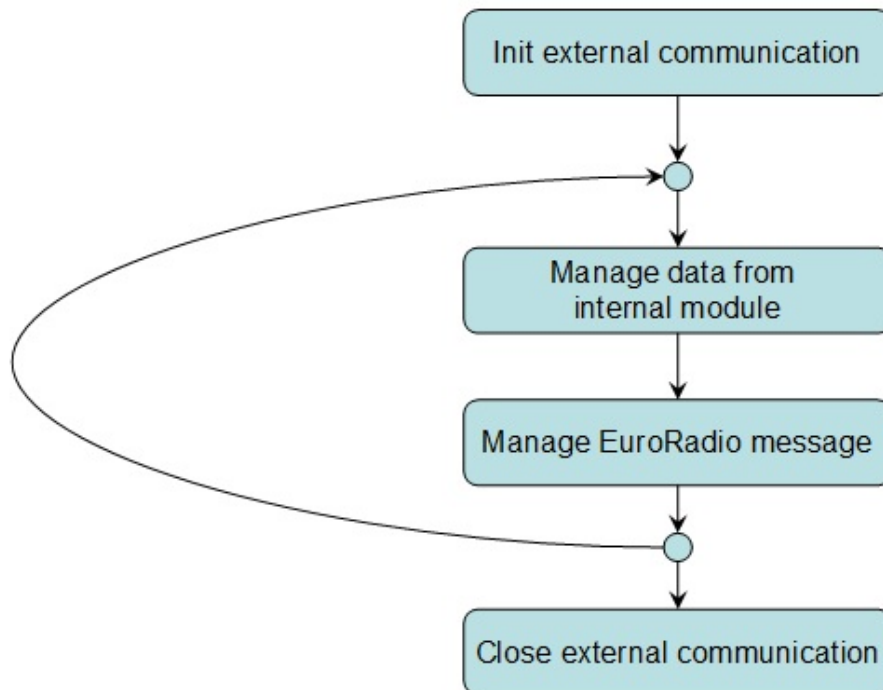 Init external communication
Manage data from
internal module
Manage EuroRadio message
Close external communication